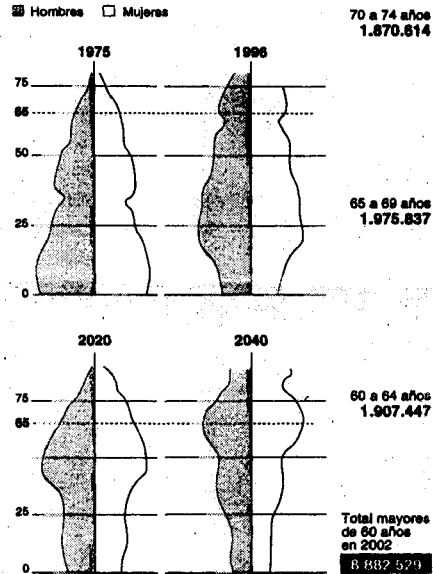 Hombres Mujeres
70 a 74 años
1.870.614
1975 1996
75
65
50
25
0
65 a 69 años
1.975.837
2020 2040
75
65
25
0
60 a 64 años
1.907.447
Total mayores
de 60 años
en 2002
8 882 529